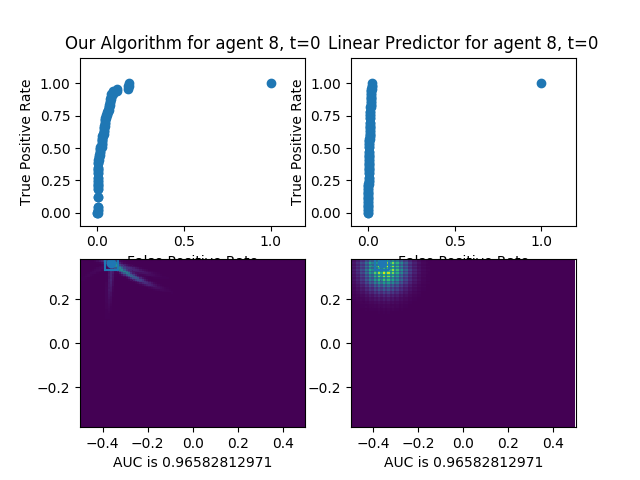 Our Algorithm for agent 8, t=0 Linear Predictor for agent 8, t=0
True Positive Rate
1.00
0.75
0.50
0.25
0.00
0.0 0.5 1.0
False Positive Rate
True Positive Rate
1.00
0.75
0.50
0.25
0.00
0.0 0.5 1.0
False Positive Rate
0.2
0.0
−0.2
−0.4 −0.2 0.0 0.2 0.4
AUC is 0.96582812971
0.2
0.0
−0.2
−0.4 −0.2 0.0 0.2 0.4
AUC is 0.96582812971